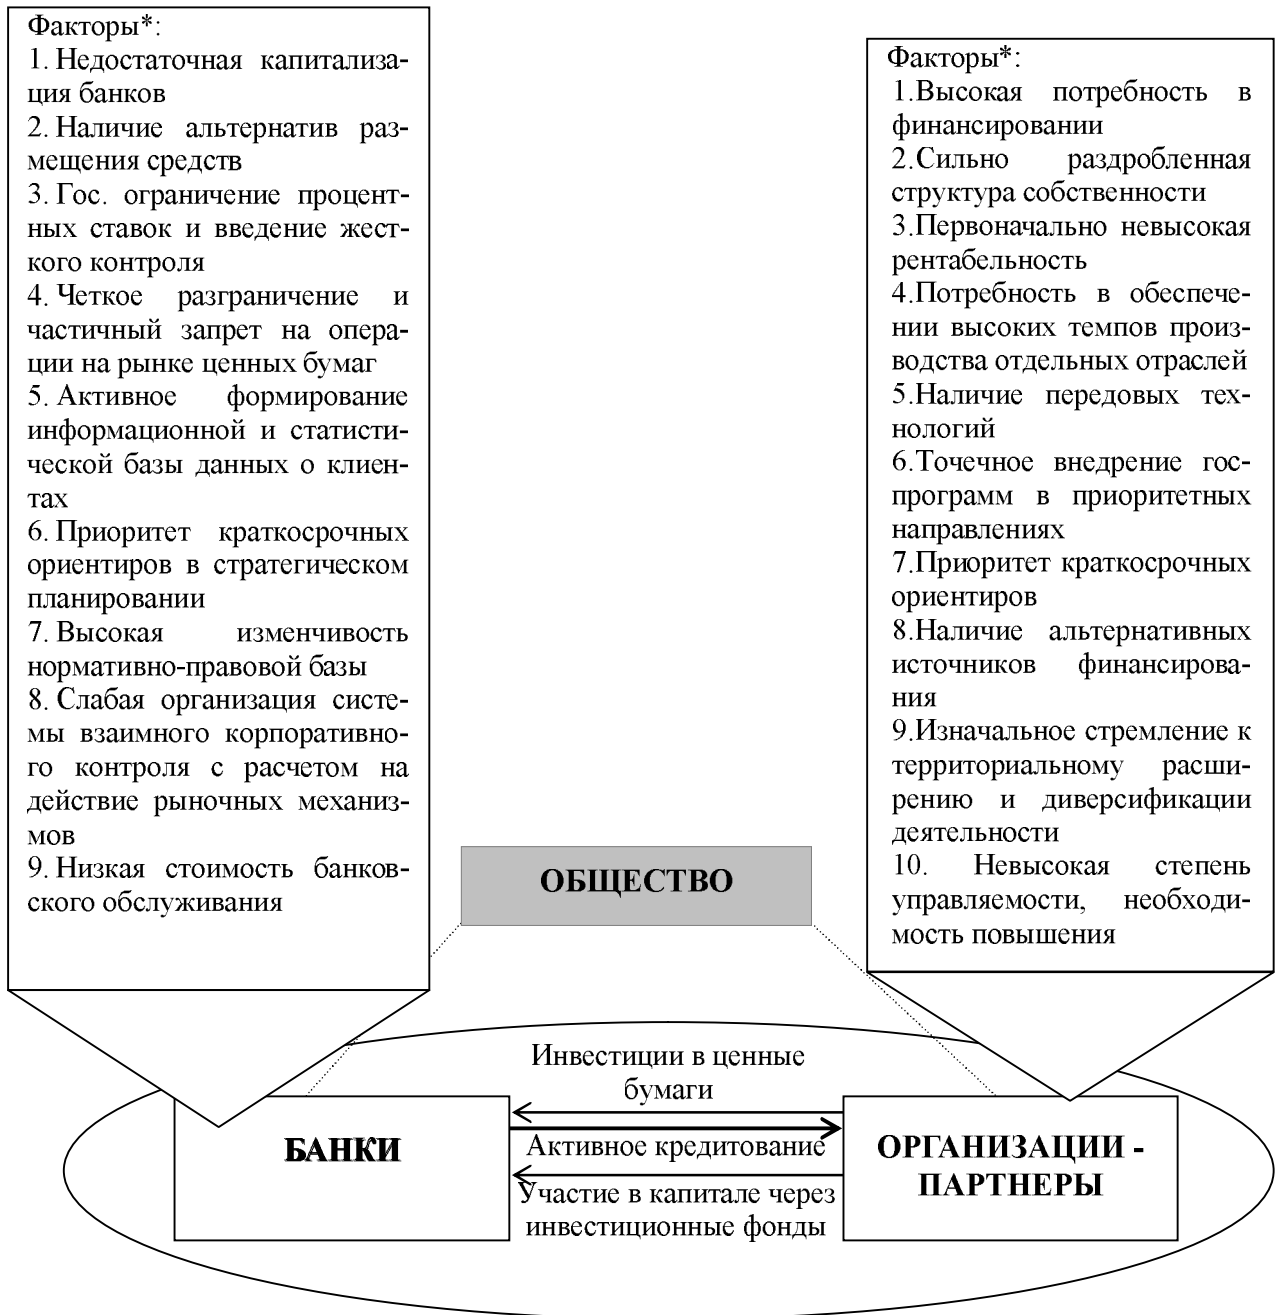 Факторы*:
1. Недостаточная капитализа-
ция банков
2. Наличие альтернатив раз-
мещения средств
3. Гос. ограничение процент-
ных ставок и введение жест-
кого контроля
4. Четкое разграничение и
частичный запрет на опера-
ции на рынке ценных бумаг
5. Активное формирование
информационной и статисти-
ческой базы данных о клиен-
тах
6. Приоритет краткосрочных
ориентиров в стратегическом
планировании
7. Высокая изменчивость
нормативно-правовой базы
8. Слабая организация систе-
мы взаимного корпоративно-
го контроля с расчетом на
действие рыночных механиз-
мов
9. Низкая стоимость банков-
ского обслуживания
Факторы*:
1.Высокая потребность в
финансировании
2.Сильно раздробленная
структура собственности
3.Первоначально невысокая
рентабельность
4.Потребность в обеспече-
нии высоких темпов произ-
водства отдельных отраслей
5.Наличие передовых тех-
нологий
6.Точечное внедрение гос-
программ в приоритетных
направлениях
7.Приоритет краткосрочных
ориентиров
8.Наличие альтернативных
источников финансирова-
ния
9.Изначальное стремление к
территориальному расши-
рению и диверсификации
деятельности
10. Невысокая степень
управляемости, необходи-
мость повышения
ОБЩЕСТВО
Инвестиции в ценные
бумаги
БАНКИ
Активное кредитование
ОРГАНИЗАЦИИ -
ПАРТНЕРЫ
Участие в капитале через
инвестиционные фонды